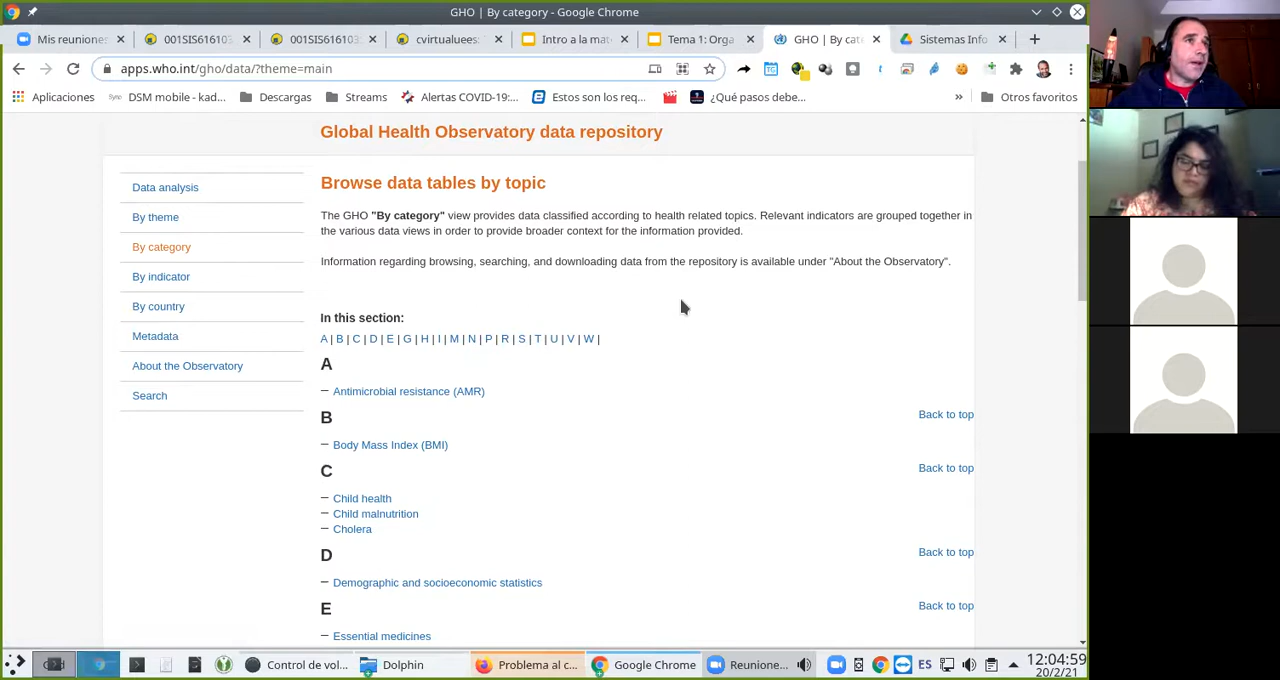 GHO | By category - Google Chrome
Mis reuniones
001SIS616103
001SIS616103
cvirtualuees
Intro a la mat
Tema 1: Orga
GHO | By cat
Sistemas Info
apps.who.int/gho/data/?theme=main
Aplicaciones
DSM mobile - kad...
Descargas
Streams
Alertas COVID-19:...
Estos son los req...
¿Qué pasos debe...
»
Otros favoritos
Global Health Observatory data repository
Data analysis
By theme
By category
By indicator
By country
Metadata
About the Observatory
Search
Browse data tables by topic
The GHO "By category" view provides data classified according to health related topics. Relevant indicators are grouped together in
the various data views in order to provide broader context for the information provided.
Information regarding browsing, searching, and downloading data from the repository is available under "About the Observatory".
In this section:
A | B | C | D | E | G | H | I | M | N | P | R | S | T | U | V | W |
A
– Antimicrobial resistance (AMR)
Back to top
B
– Body Mass Index (BMI)
Back to top
C
– Child health
– Child malnutrition
– Cholera
Back to top
D
– Demographic and socioeconomic statistics
Back to top
E
– Essential medicines
Control de vol...
Dolphin
Problema al c...
Google Chrome
Reunione...
ES
12:04:59
20/2/21